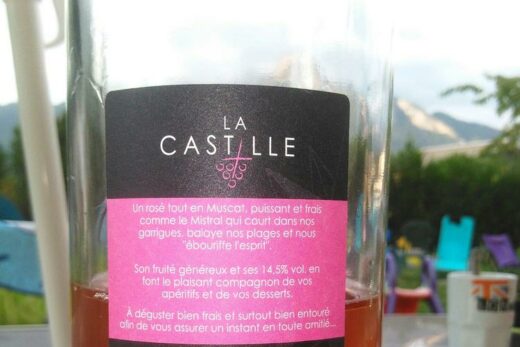 LA
CASTILLE
Un rosé tout en Muscat, puissant et frais
comme le Mistral qui court dans nos
garrigues, balaye nos plages et nous
"ébouriffe l'esprit".
Son fruité généreux et ses 14,5% vol, en
font le plaisant compagnon de vos
apéritifs et de vos desserts.
À déguster bien frais et surtout bien entouré
afin de vous assurer un instant en toute amitié...